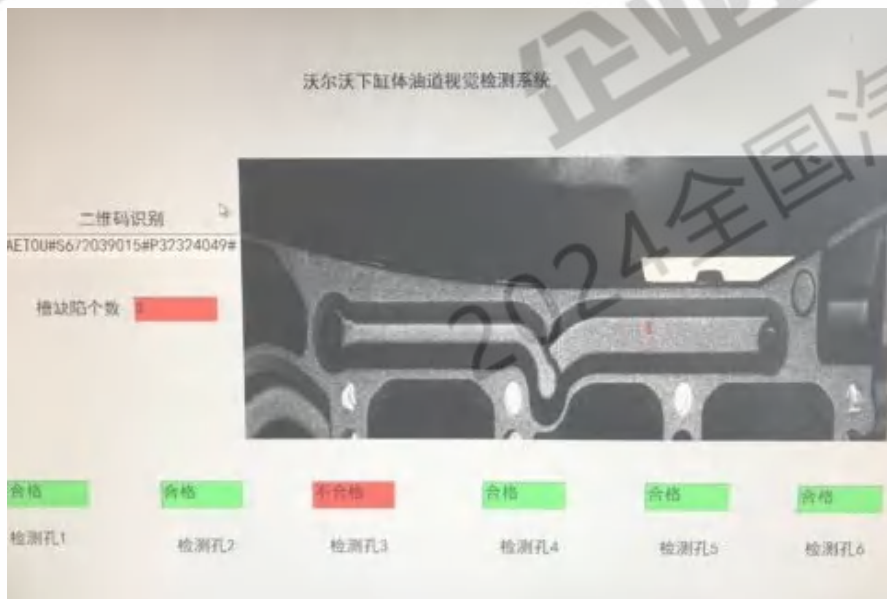 企业
2024全国汽
沃尔沃下缸体油道视觉检测系统
二维码识别
AETOU#S672039015#P32324049#
槽缺陷个数
合格 合格 不合格 合格 合格 合格
检测孔1 检测孔2 检测孔3 检测孔4 检测孔5 检测孔6